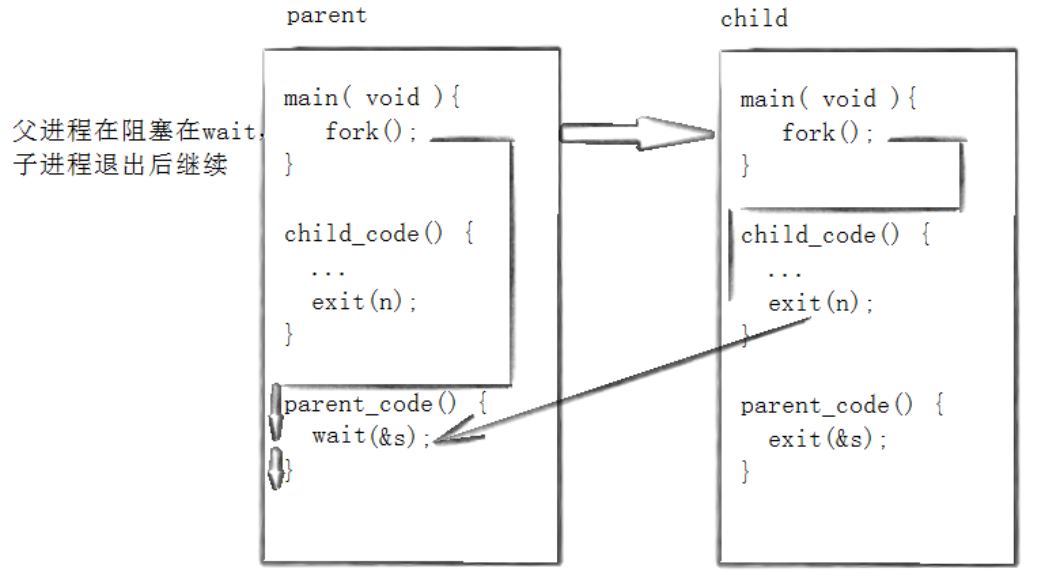 parent
main( void ){
fork();
}
child_code() {
...
exit(n);
}
parent_code() {
wait(&s);
}
父进程在阻塞在wait,
子进程退出后继续
child
main( void ){
fork();
}
child_code() {
...
exit(n);
}
parent_code() {
exit(&s);
}